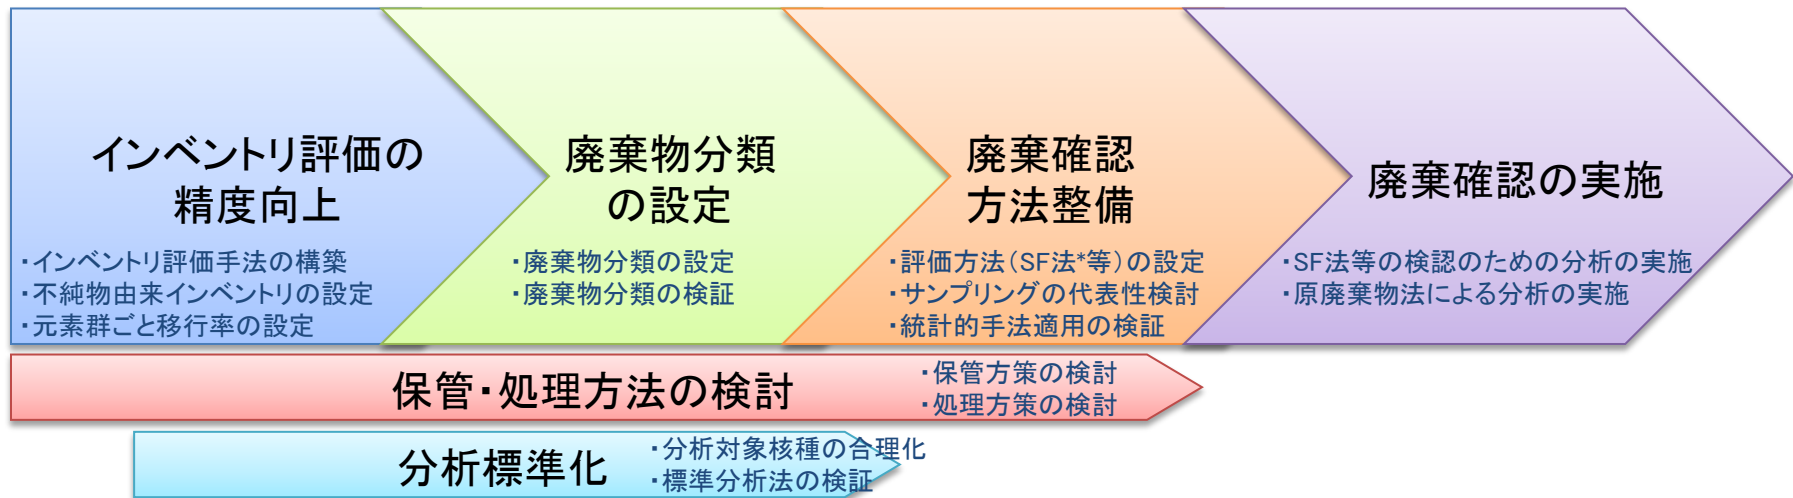 インベントリ評価の
精度向上
・インベントリ評価手法の構築
・不純物由来インベントリの設定
・元素群ごと移行率の設定
廃棄物分類
の設定
・廃棄物分類の設定
・廃棄物分類の検証
廃棄確認
方法整備
・評価方法（SF法*等）の設定
・サンプリングの代表性検討
・統計的手法適用の検証
廃棄確認の実施
・SF法等の検認のための分析の実施
・原廃棄物法による分析の実施
保管・処理方法の検討
・保管方策の検討
・処理方策の検討
分析標準化
・分析対象核種の合理化
・標準分析法の検証